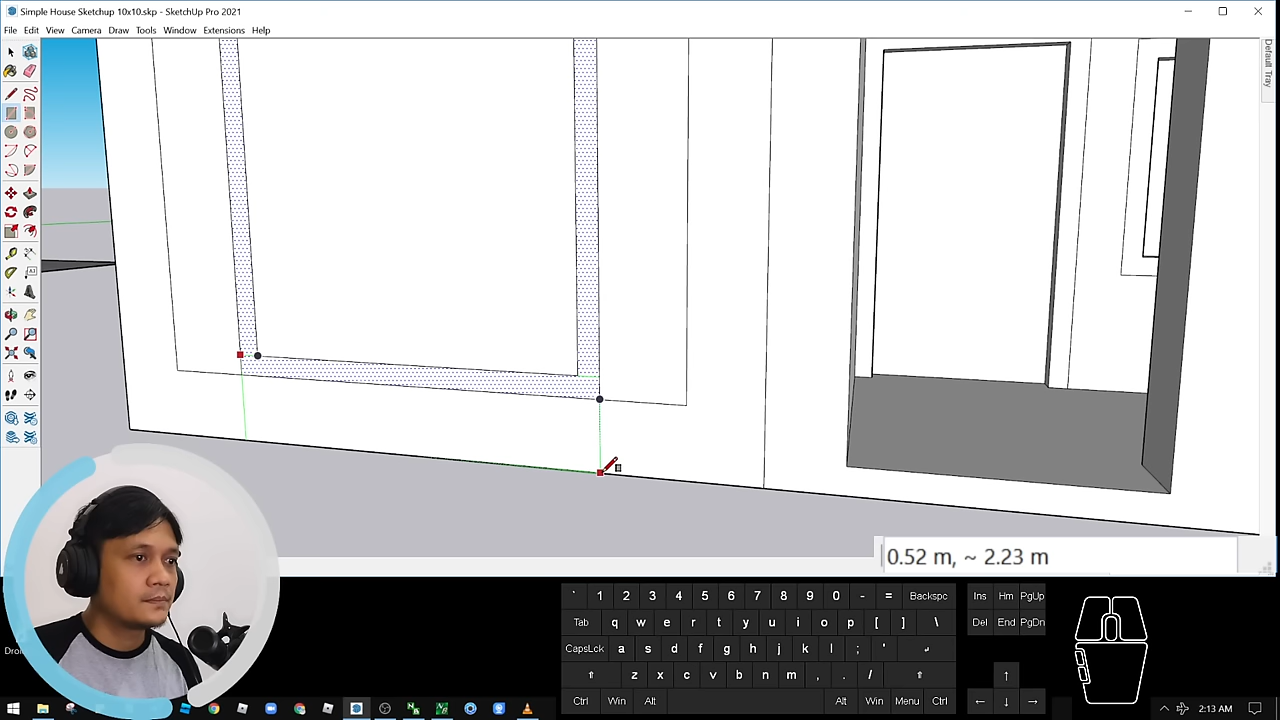 Simple House Sketchup 10x10.skp - SketchUp Pro 2021
File Edit View Camera Draw Tools Window Extensions Help
Default Tray
0.52 m, ~ 2.23 m
` 1 2 3 4 5 6 7 8 9 0 - = Backspc
Ins Hm PgUp
Tab q w e r t y u i o p [ ] \
Del End PgDn
CapsLck a s d f g h j k l ; '
z x c v b n m , . /
Ctrl Win Alt Alt Win Menu Ctrl
2:13 AM